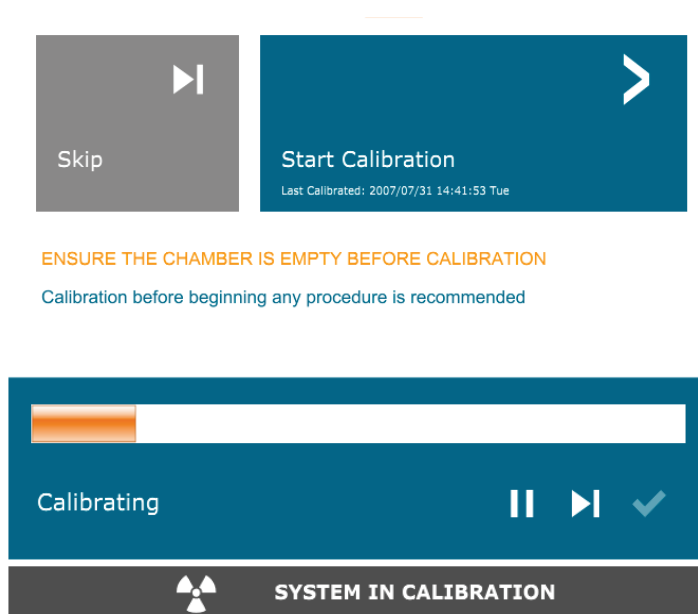 Skip
Start Calibration
Last Calibrated: 2007/07/31 14:41:53 Tue
ENSURE THE CHAMBER IS EMPTY BEFORE CALIBRATION
Calibration before beginning any procedure is recommended
Calibrating
SYSTEM IN CALIBRATION